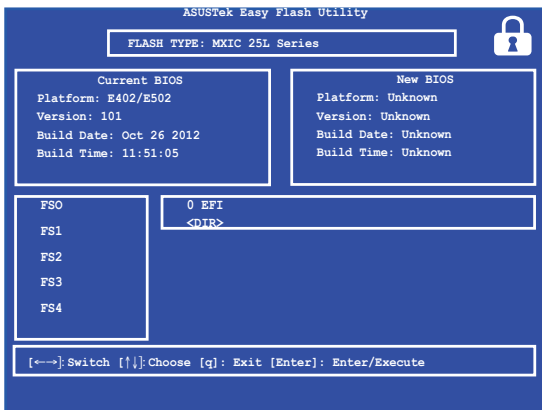 ASUSTek Easy Flash Utility
FLASH TYPE: MXIC 25L Series
Current BIOS
Platform: E402/E502
Version: 101
Build Date: Oct 26 2012
Build Time: 11:51:05
New BIOS
Platform: Unknown
Version: Unknown
Build Date: Unknown
Build Time: Unknown
FSO
FS1
FS2
FS3
FS4
0 EFI
<DIR>
[←→]: Switch [↑↓]: Choose [q]: Exit [Enter]: Enter/Execute